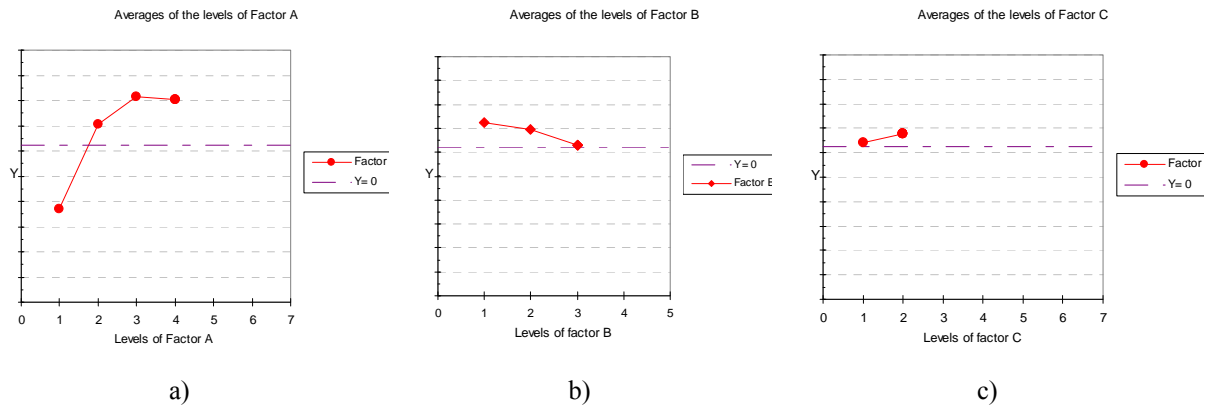 Averages of the levels of Factor A
Y
0 1 2 3 4 5 6 7
Levels of Factor A
Factor
Y= 0
a)
Averages of the levels of Factor B
Y
0 1 2 3 4 5
Levels of factor B
Y= 0
Factor B
b)
Averages of the levels of Factor C
Y
0 1 2 3 4 5 6 7
Levels of factor C
Factor
Y= 0
c)